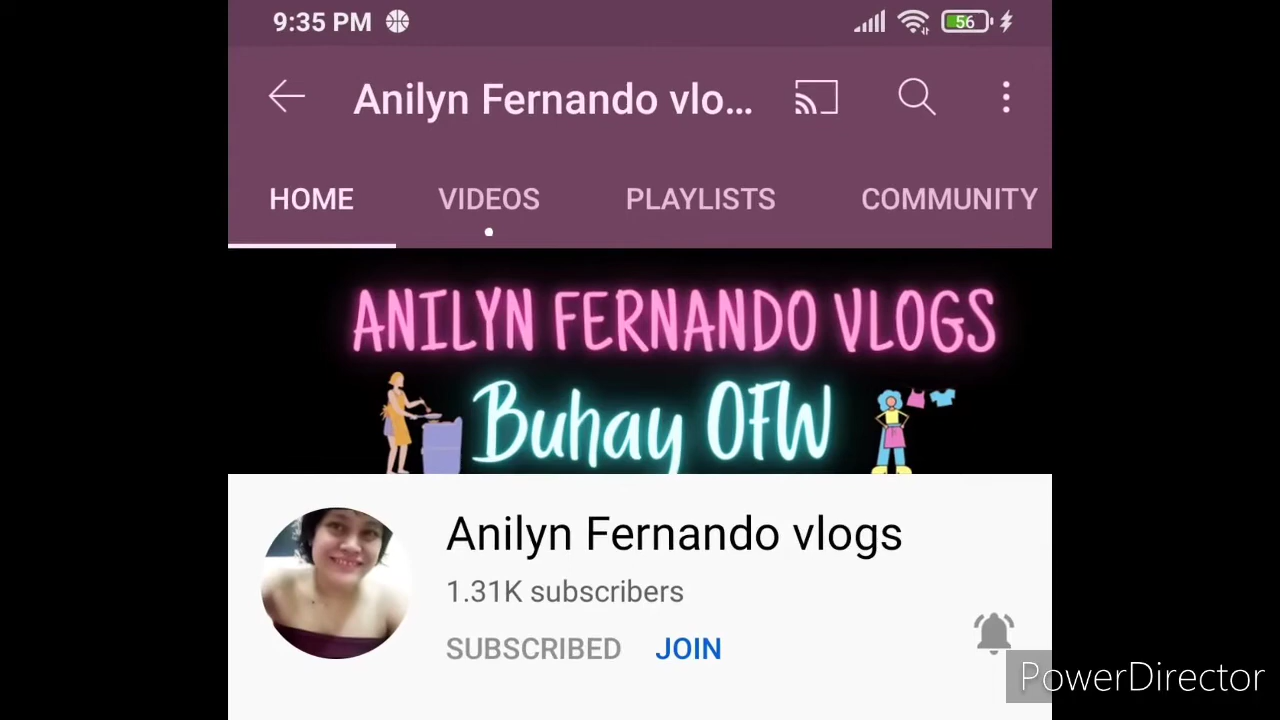 9:35 PM 56
Anilyn Fernando vlo...
HOME VIDEOS PLAYLISTS COMMUNITY
ANILYN FERNANDO VLOGS
Buhay OFW
Anilyn Fernando vlogs
1.31K subscribers
SUBSCRIBED JOIN
PowerDirector